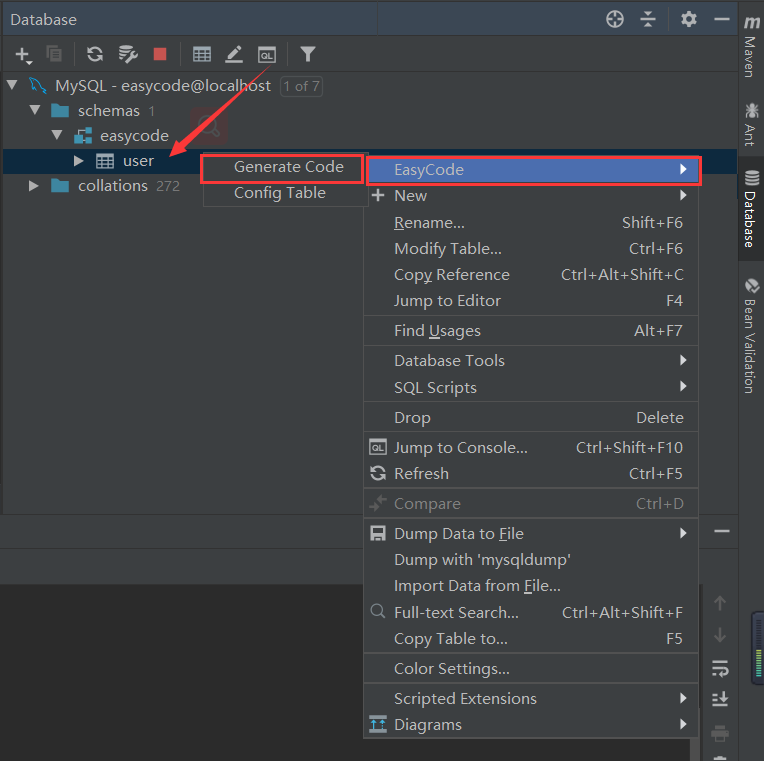 Database
QL
MySQL - easycode@localhost 1 of 7
schemas 1
easycode
user
collations 272
Generate Code
Config Table
EasyCode
New
Rename... Shift+F6
Modify Table... Ctrl+F6
Copy Reference Ctrl+Alt+Shift+C
Jump to Editor F4
Find Usages Alt+F7
Database Tools
SQL Scripts
Drop Delete
QL Jump to Console... Ctrl+Shift+F10
Refresh Ctrl+F5
Compare Ctrl+D
Dump Data to File
Dump with 'mysqldump'
Import Data from File...
Full-text Search... Ctrl+Alt+Shift+F
Copy Table to... F5
Color Settings...
Scripted Extensions
Diagrams
m Maven
Ant
Database
Bean Validation